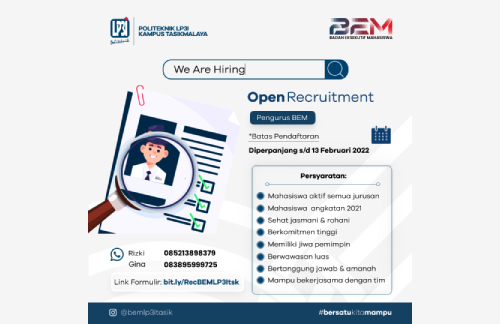 LP3I
Politeknik
POLITEKNIK LP3I
KAMPUS TASIKMALAYA
BEM
BADAN EKSEKUTIF MAHASISWA
We Are Hiring
Open Recruitment
Pengurus BEM
*Batas Pendaftaran
Diperpanjang s/d 13 Februari 2022
Persyaratan:
Mahasiswa aktif semua jurusan
Mahasiswa angkatan 2021
Sehat jasmani & rohani
Berkomitmen tinggi
Memiliki jiwa pemimpin
Berwawasan luas
Bertanggung jawab & amanah
Mampu bekerjasama dengan tim
Rizki 085213898379
Gina 083895999725
Link Formulir: bit.ly/RecBEMLP3Itsk
@bemlp3itasik
#bersatukitamampu